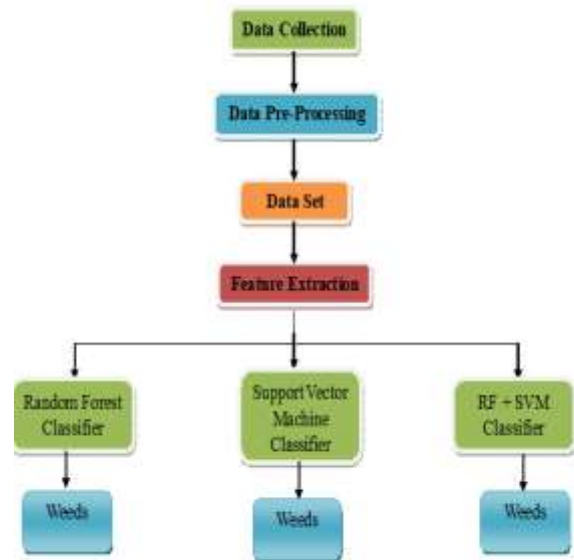 Data Collection
Data Pre-Processing
Data Set
Feature Extraction
Random Forest
Classifier
Support Vector
Machine
Classifier
RF + SVM
Classifier
Weeds
Weeds
Weeds